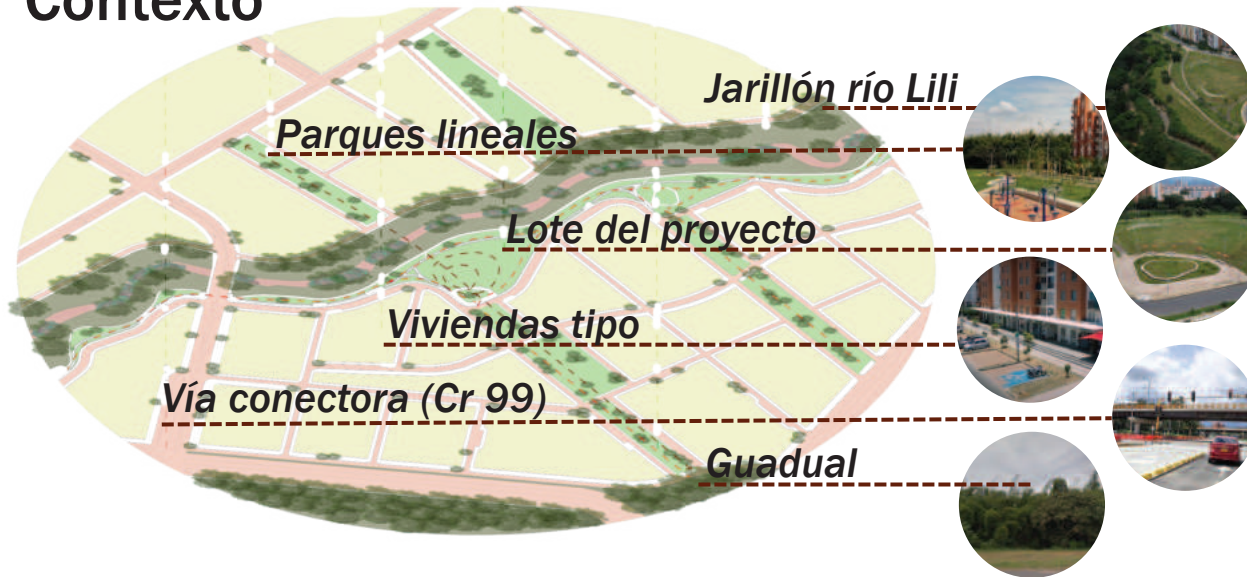 Contexto
Jarillón río Lili
Parques lineales
Lote del proyecto
Viviendas tipo
Vía conectora (Cr 99)
Guadual